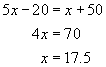 5x − 20 = x + 50
4x = 70
x = 17.5